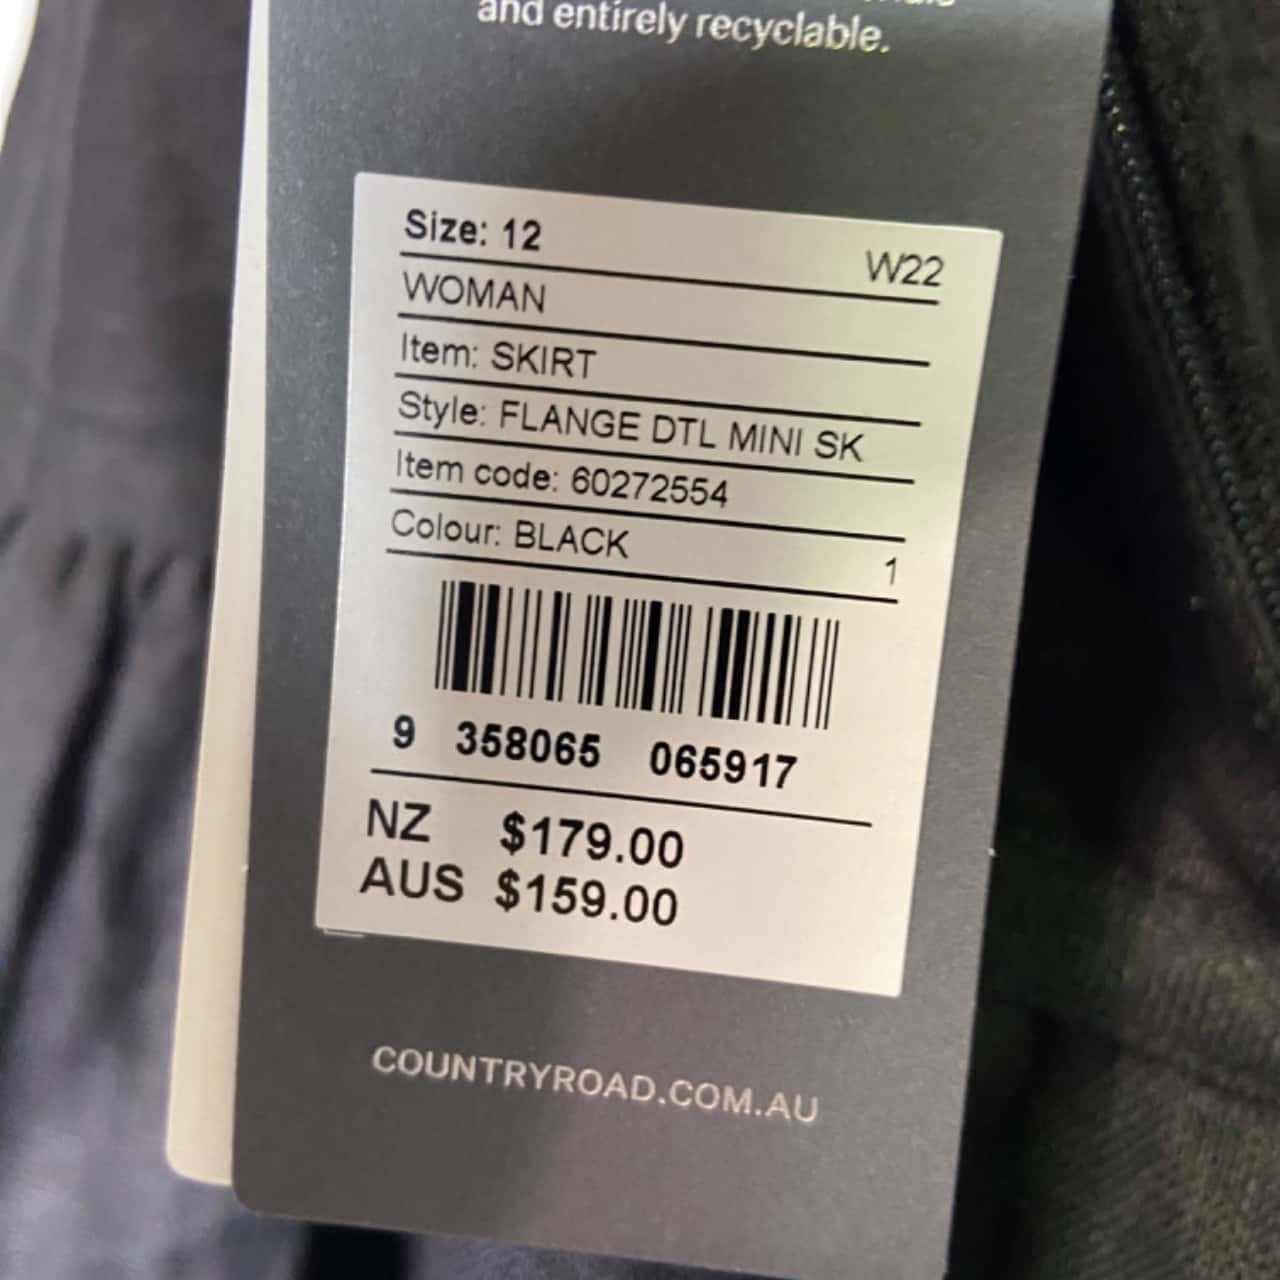 and entirely recyclable.
Size: 12
W22
WOMAN
Item: SKIRT
Style: FLANGE DTL MINI SK
Item code: 60272554
Colour: BLACK
1
9 358065 065917
NZ $179.00
AUS $159.00
COUNTRYROAD.COM.AU